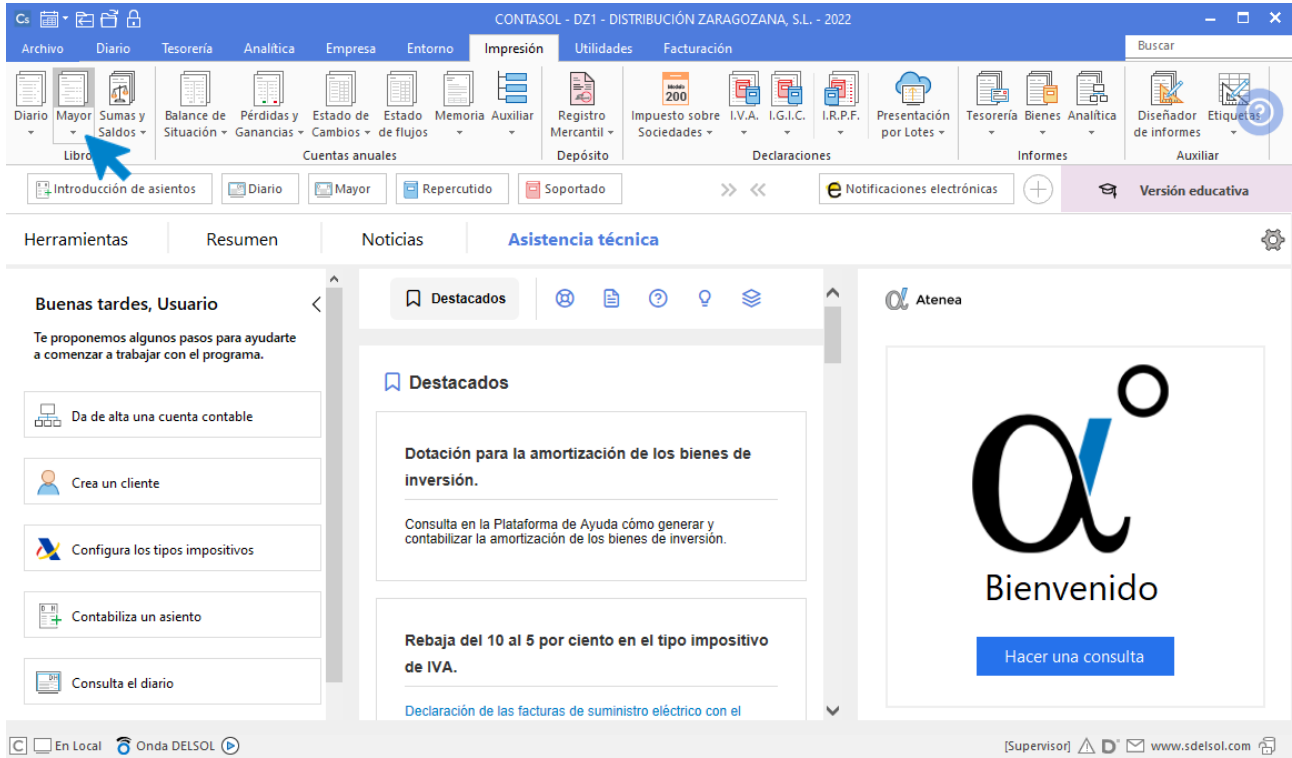 Cs
CONTASOL - DZ1 - DISTRIBUCIÓN ZARAGOZANA, S.L. - 2022
Archivo Diario Tesorería Analítica Empresa Entorno Impresión Utilidades Facturación Buscar
Modelo 200
Diario Mayor Sumas y Saldos Balance de Situación Pérdidas y Ganancias Estado de Cambios Estado de flujos Memoria Auxiliar Registro Mercantil Impuesto sobre Sociedades I.V.A. I.G.I.C. I.R.P.F. Presentación por Lotes Tesorería Bienes Analítica Diseñador de informes Etiquetas
Cuentas anuales Depósito Declaraciones Informes Auxiliar
Introducción de asientos Diario Mayor Repercutido Soportado Notificaciones electrónicas Versión educativa
Herramientas Resumen Noticias Asistencia técnica
Buenas tardes, Usuario
Te proponemos algunos pasos para ayudarte
a comenzar a trabajar con el programa.
Da de alta una cuenta contable
Crea un cliente
Configura los tipos impositivos
Contabiliza un asiento
Consulta el diario
Destacados
Destacados
Dotación para la amortización de los bienes de
inversión.
Consulta en la Plataforma de Ayuda cómo generar y
contabilizar la amortización de los bienes de inversión.
Rebaja del 10 al 5 por ciento en el tipo impositivo
de IVA.
Declaración de las facturas de suministro eléctrico con el
Atenea
Bienvenido
Hacer una consulta
C En Local Onda DELSOL [Supervisor] D www.sdelsol.com